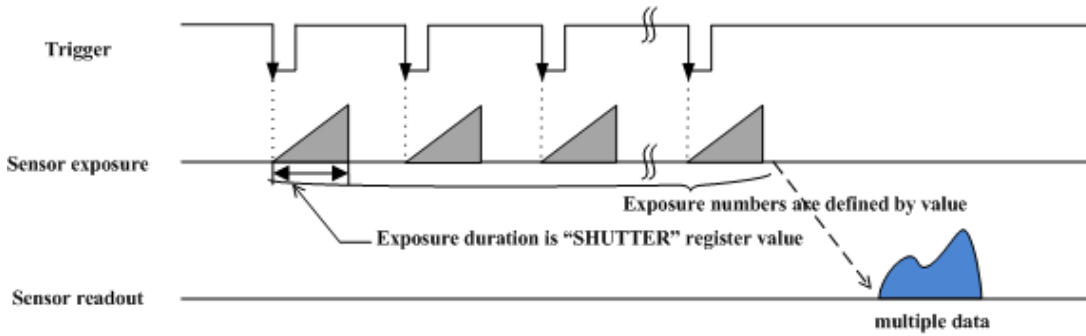 Trigger
Sensor exposure
Exposure numbers are defined by value
Exposure duration is “SHUTTER” register value
Sensor readout
multiple data